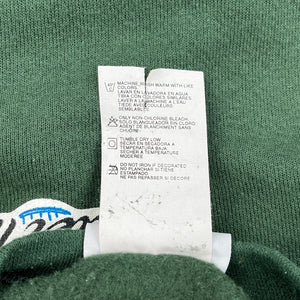 MACHINE WASH WARM WITH LIKE
COLORS
LAVAR EN LAVADORA EN AGUA
TIBIA CON COLORES SIMILARES
LAVER A LA MACHINE A L'EAU
TIEDE AVEC COULEURS
SIMILAIRES
ONLY NON-CHLORINE BLEACH
SOLO BLANQUEADOR SIN CLORO
AGENT DE BLANCHIMENT SANS
CHLORE
TUMBLE DRY LOW
SECAR EN SECADORA A
TEMPERATURA BAJA
SECHER A BASSE
TEMPERATURE
DO NOT IRON IF DECORATED
NO PLANCHAR SI TIENE
ESTAMPADO
NE PAS REPASSER SI DECORE